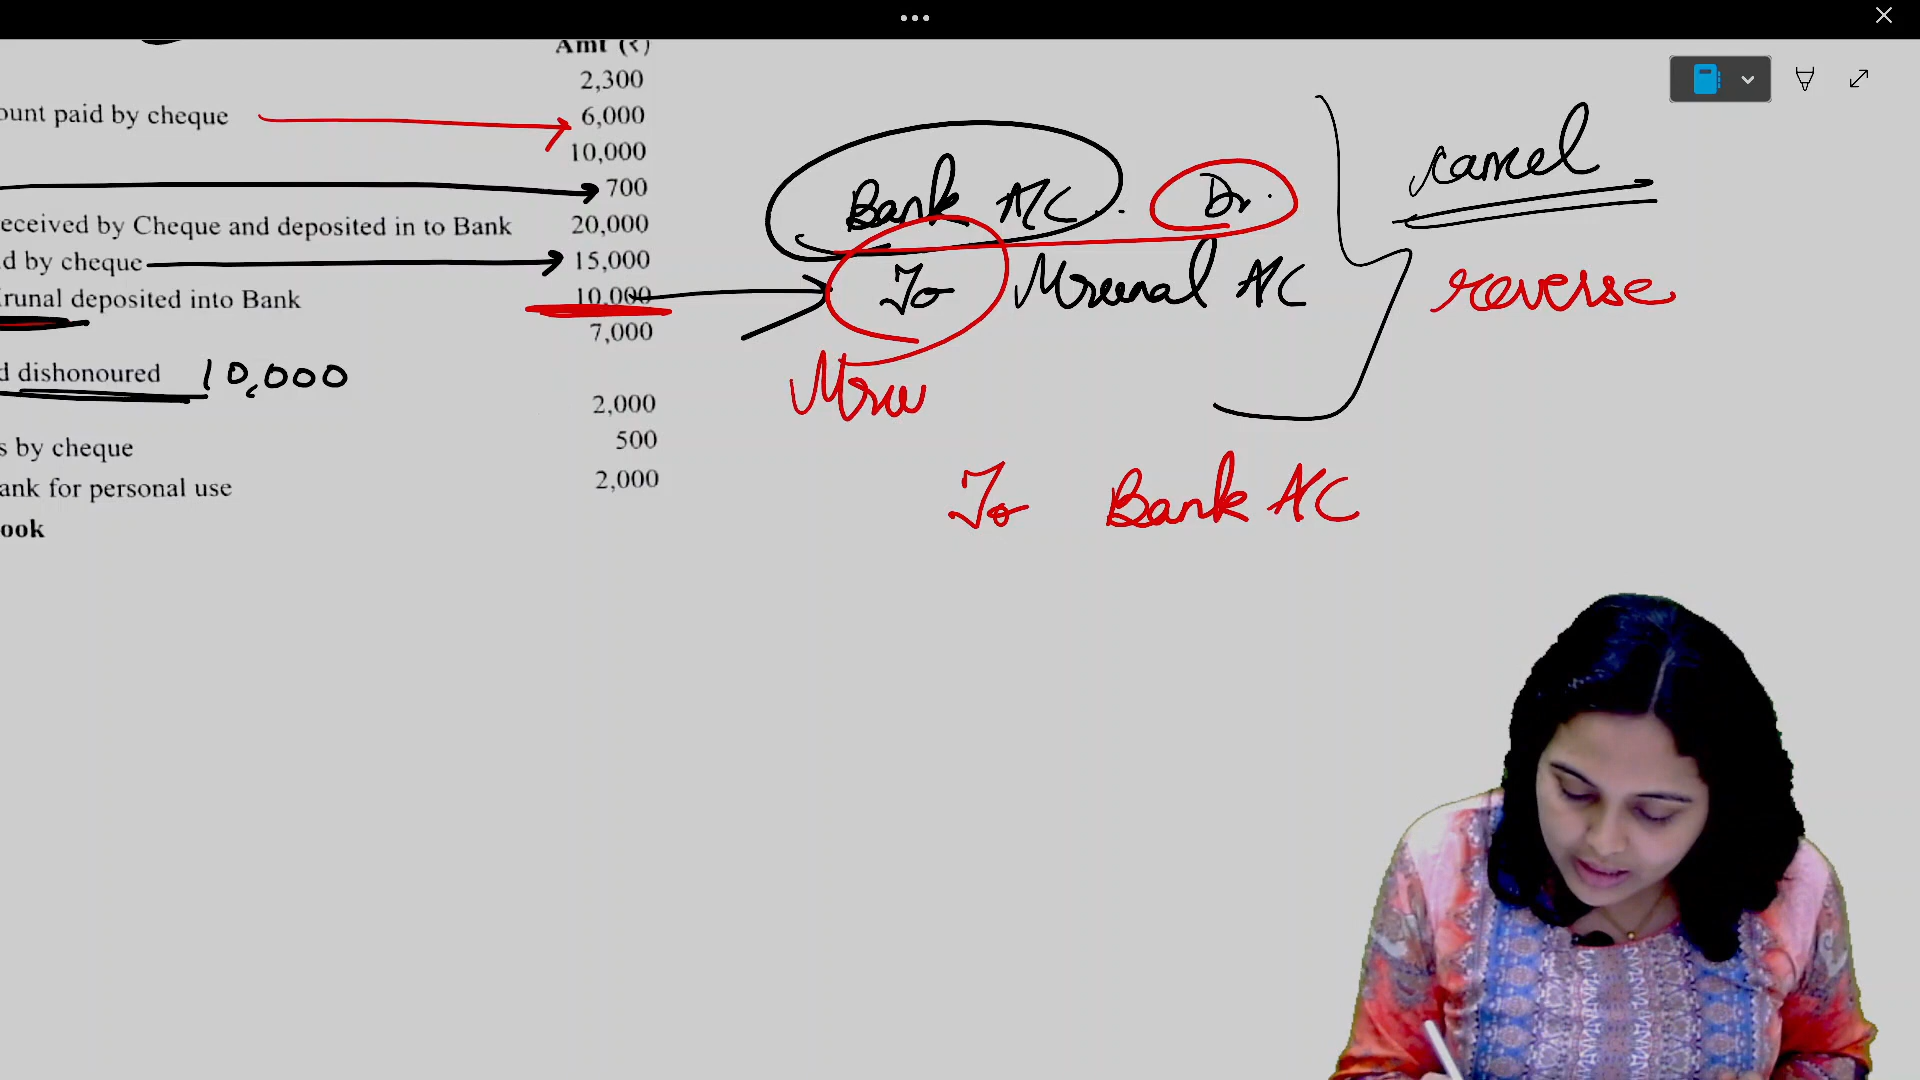 Amt (₹)
2,300
ount paid by cheque 6,000
10,000
700
eceived by Cheque and deposited in to Bank 20,000
d by cheque 15,000
runal deposited into Bank 10,000
7,000
d dishonoured 10,000
2,000
s by cheque 500
ank for personal use 2,000
ook
Bank A/C. Dr.
To Mrunal A/C
Mru
To Bank A/C
cancel
reverse